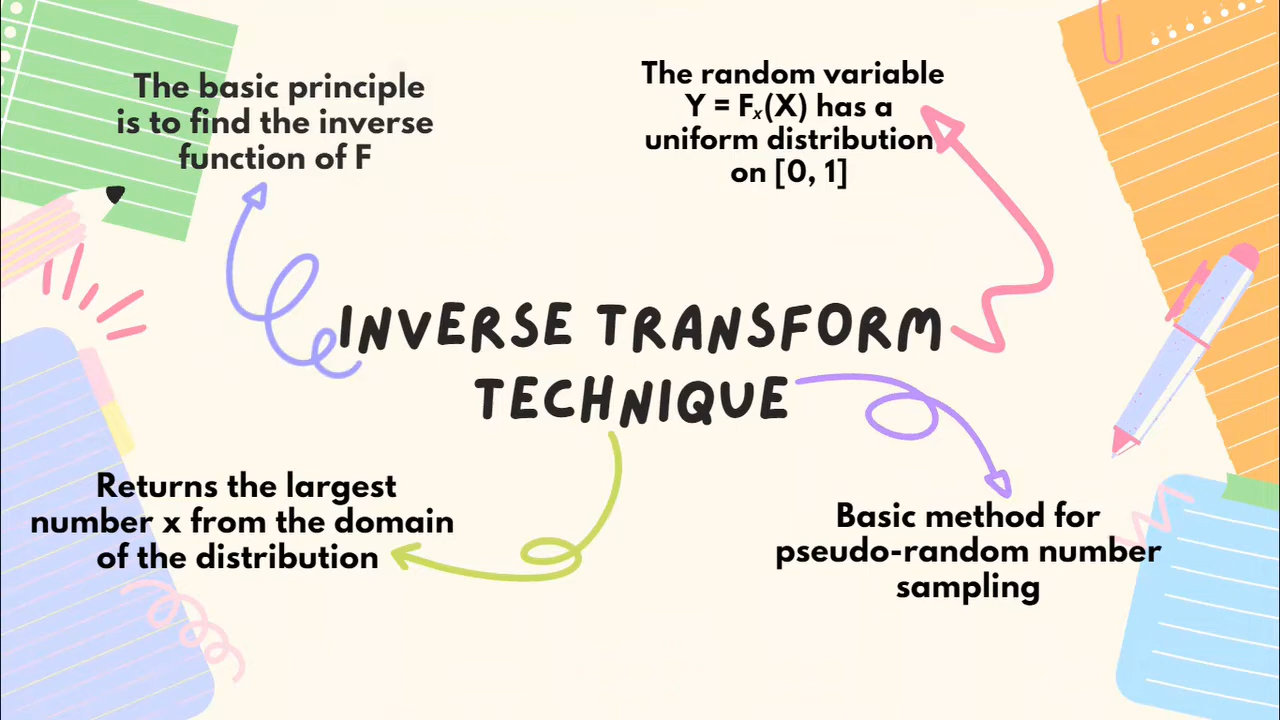 The basic principle
is to find the inverse
function of F
The random variable
Y = Fₓ(X) has a
uniform distribution
on [0, 1]
INVERSE TRANSFORM
TECHNIQUE
Returns the largest
number x from the domain
of the distribution
Basic method for
pseudo-random number
sampling